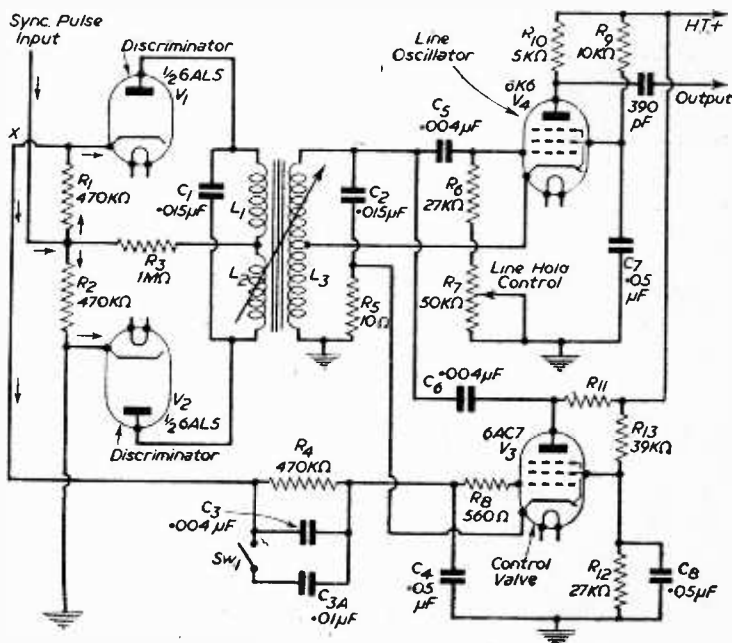 Sync. Pulse
Input
Discriminator
½ 6AL5
V1
X
R1
470KΩ
C1
·015µF
L1
R3
1MΩ
R2
470KΩ
L2
L3
V2
½ 6AL5
Discriminator
Line
Oscillator
6K6
V4
R10
5KΩ
R9
10KΩ
HT+
390
pF
Output
C5
·004µF
R6
27KΩ
C2
·015µF
R7
50KΩ
Line Hold
Control
R5
10Ω
C7
·05
µF
C6
·004µF
R11
R13
39KΩ
6AC7
V3
R4
470KΩ
R8
560Ω
C3
·004µF
Sw1
C3A
·01µF
C4
·05
µF
Control
Valve
R12
27KΩ
C8
·05µF